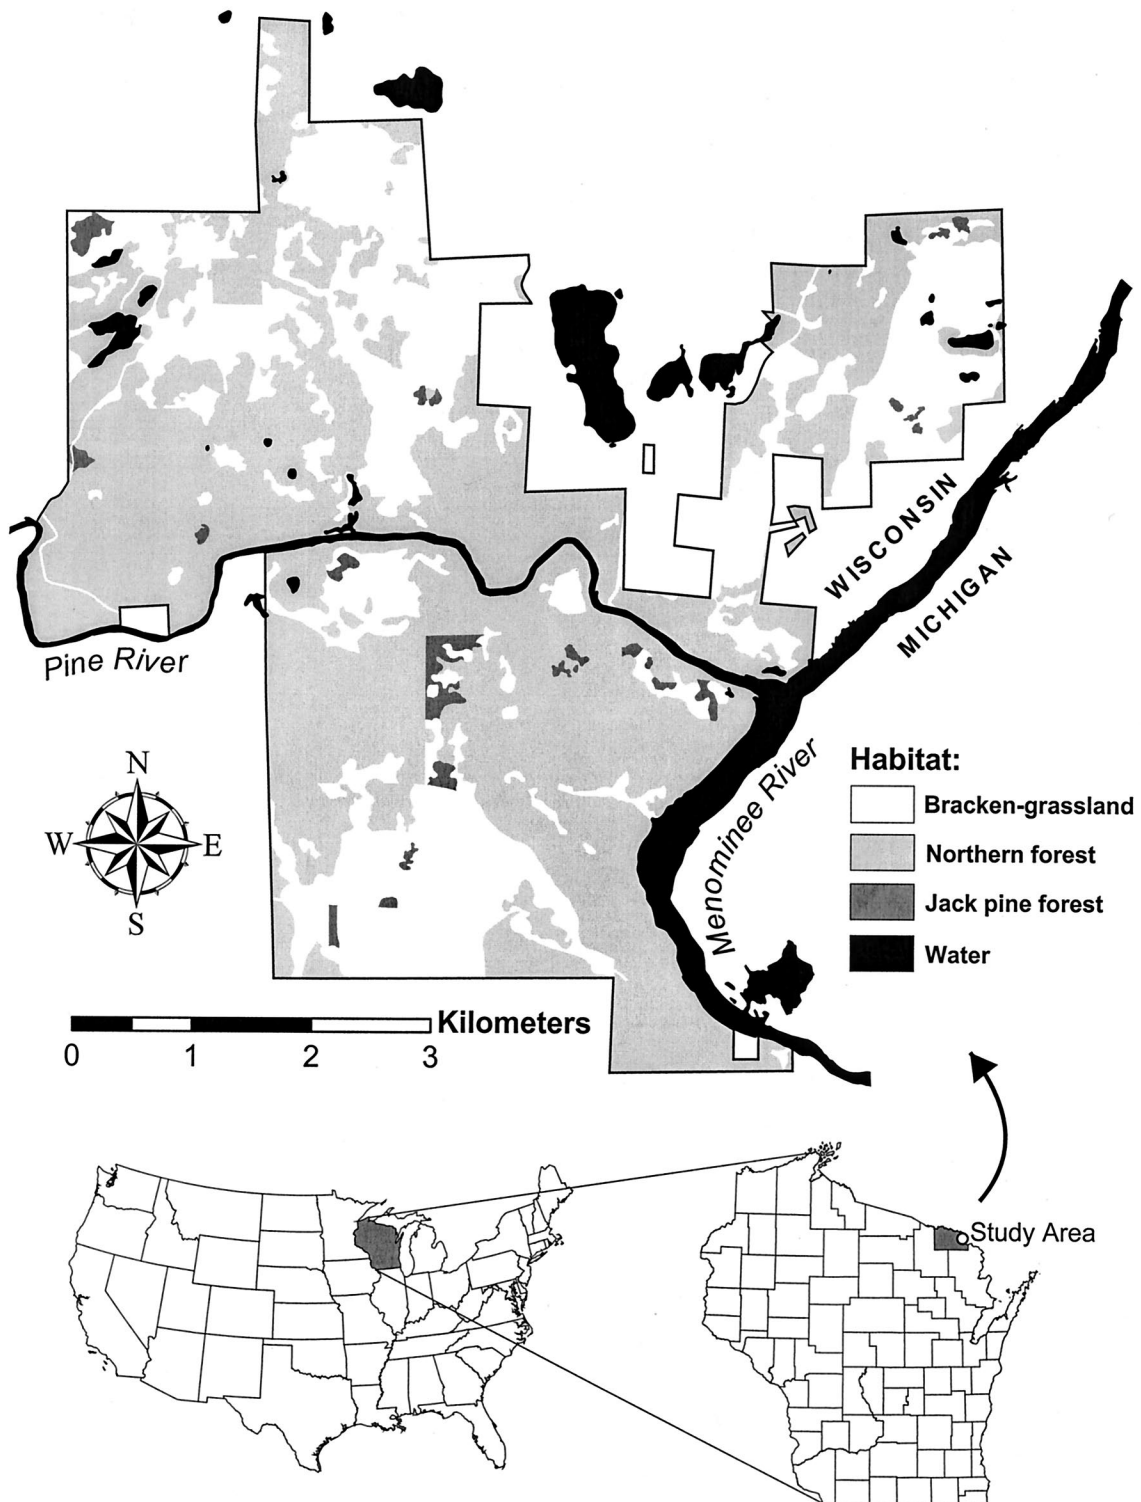 WISCONSIN
MICHIGAN
Pine River
Menominee River
N
W E
S
Habitat:
Bracken-grassland
Northern forest
Jack pine forest
Water
Kilometers
0 1 2 3
Study Area